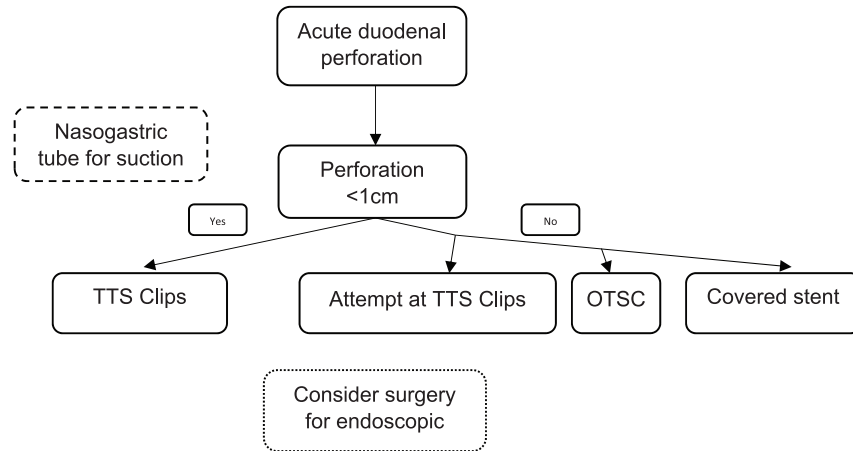 Acute duodenal
perforation
Nasogastric
tube for suction
Perforation
<1cm
Yes
No
TTS Clips
Attempt at TTS Clips
OTSC
Covered stent
Consider surgery
for endoscopic